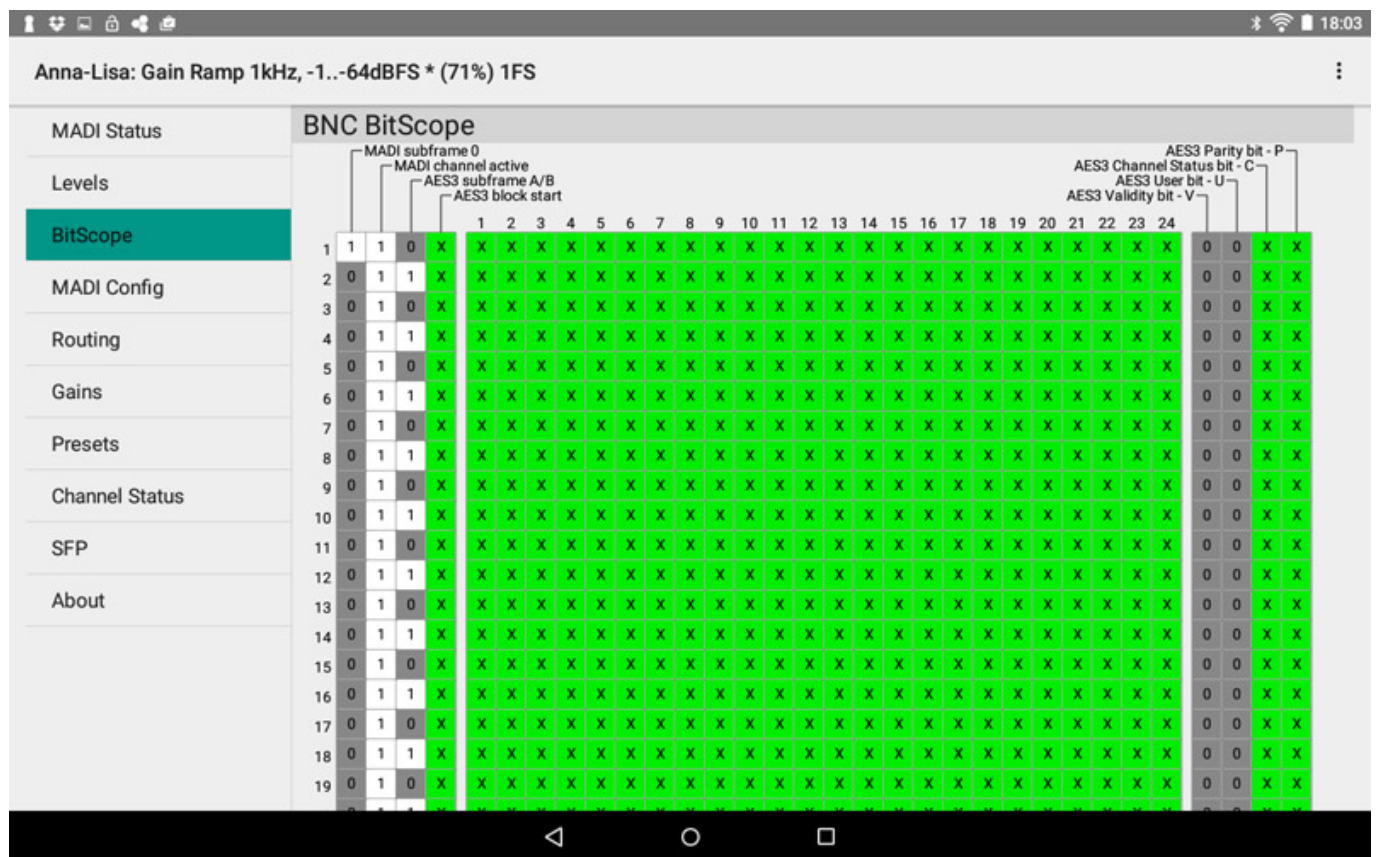 18:03
Anna-Lisa: Gain Ramp 1kHz, -1..-64dBFS * (71%) 1FS
MADI Status
Levels
BitScope
MADI Config
Routing
Gains
Presets
Channel Status
SFP
About
BNC BitScope
MADI subframe 0
MADI channel active
AES3 subframe A/B
AES3 block start
AES3 Parity bit - P
AES3 Channel Status bit - C
AES3 User bit - U
AES3 Validity bit - V
1 2 3 4 5 6 7 8 9 10 11 12 13 14 15 16 17 18 19 20 21 22 23 24
1 1 1 0 X X X X X X X X X X X X X X X X X X X X X X X X X 0 0 X X
2 0 1 1 X X X X X X X X X X X X X X X X X X X X X X X X X 0 0 X X
3 0 1 0 X X X X X X X X X X X X X X X X X X X X X X X X X 0 0 X X
4 0 1 1 X X X X X X X X X X X X X X X X X X X X X X X X X 0 0 X X
5 0 1 0 X X X X X X X X X X X X X X X X X X X X X X X X X 0 0 X X
6 0 1 1 X X X X X X X X X X X X X X X X X X X X X X X X X 0 0 X X
7 0 1 0 X X X X X X X X X X X X X X X X X X X X X X X X X 0 0 X X
8 0 1 1 X X X X X X X X X X X X X X X X X X X X X X X X X 0 0 X X
9 0 1 0 X X X X X X X X X X X X X X X X X X X X X X X X X 0 0 X X
10 0 1 1 X X X X X X X X X X X X X X X X X X X X X X X X X 0 0 X X
11 0 1 0 X X X X X X X X X X X X X X X X X X X X X X X X X 0 0 X X
12 0 1 1 X X X X X X X X X X X X X X X X X X X X X X X X X 0 0 X X
13 0 1 0 X X X X X X X X X X X X X X X X X X X X X X X X X 0 0 X X
14 0 1 1 X X X X X X X X X X X X X X X X X X X X X X X X X 0 0 X X
15 0 1 0 X X X X X X X X X X X X X X X X X X X X X X X X X 0 0 X X
16 0 1 1 X X X X X X X X X X X X X X X X X X X X X X X X X 0 0 X X
17 0 1 0 X X X X X X X X X X X X X X X X X X X X X X X X X 0 0 X X
18 0 1 1 X X X X X X X X X X X X X X X X X X X X X X X X X 0 0 X X
19 0 1 0 X X X X X X X X X X X X X X X X X X X X X X X X X 0 0 X X